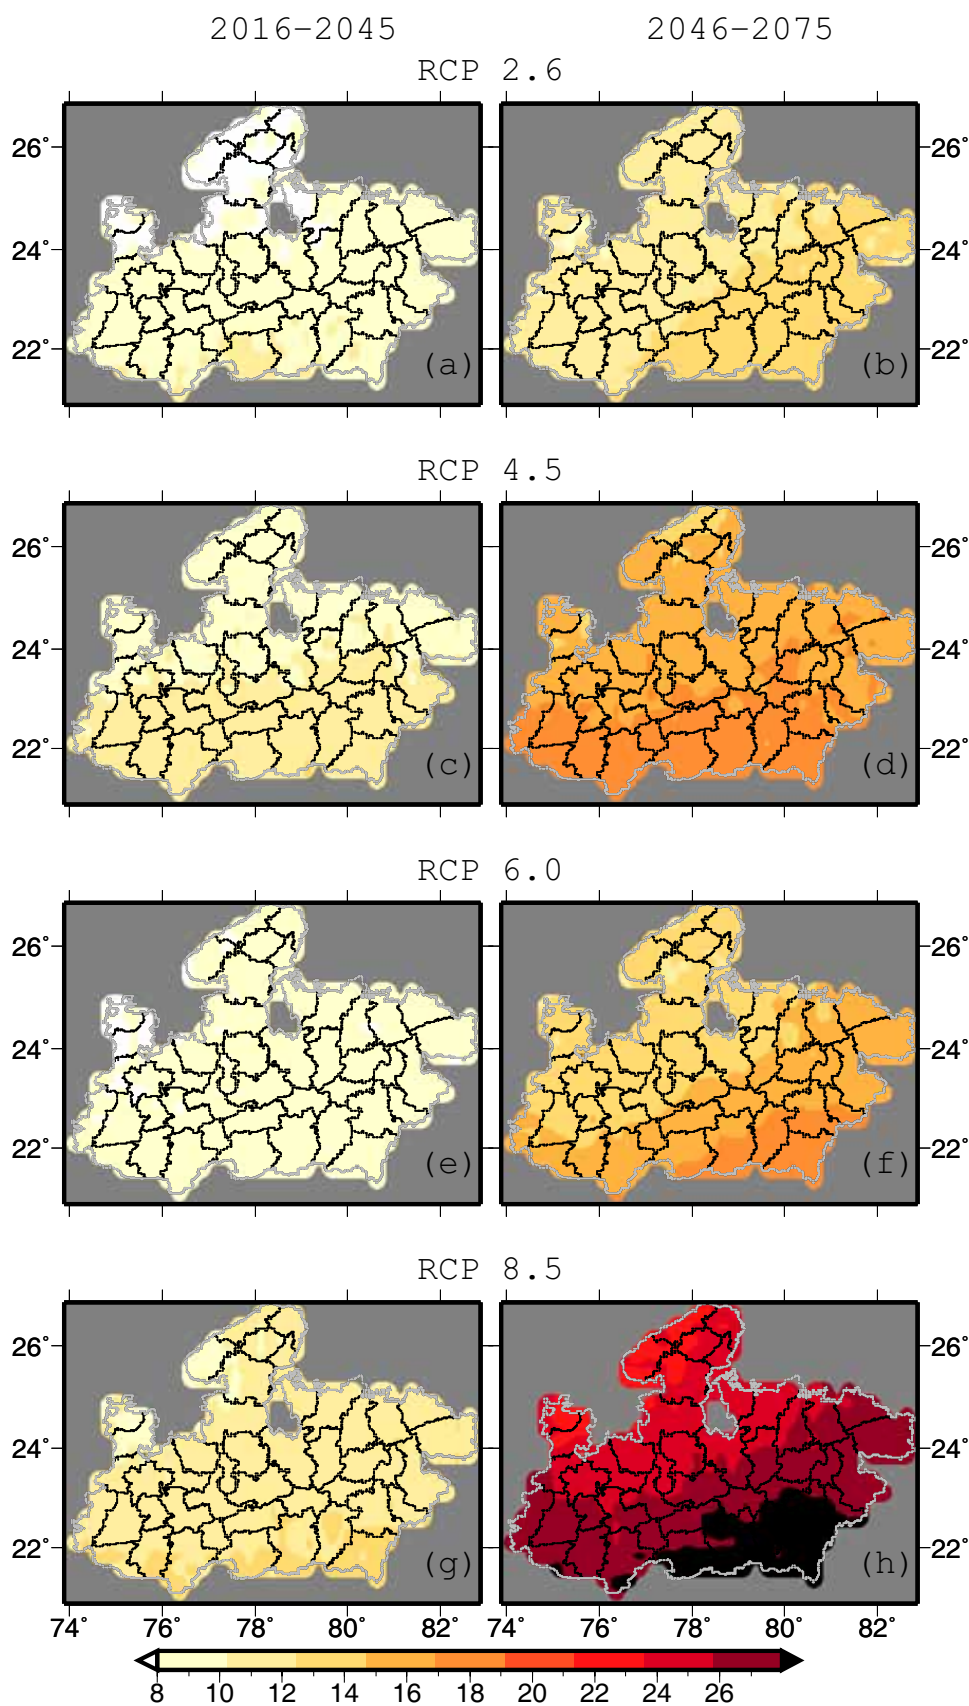 2016-2045 2046-2075
RCP 2.6
26° 26°
24° 24°
22° (a) (b) 22°
RCP 4.5
26° 26°
24° 24°
22° (c) (d) 22°
RCP 6.0
26° 26°
24° 24°
22° (e) (f) 22°
RCP 8.5
26° 26°
24° 24°
22° (g) (h) 22°
74° 76° 78° 80° 82° 74° 76° 78° 80° 82°
8 10 12 14 16 18 20 22 24 26